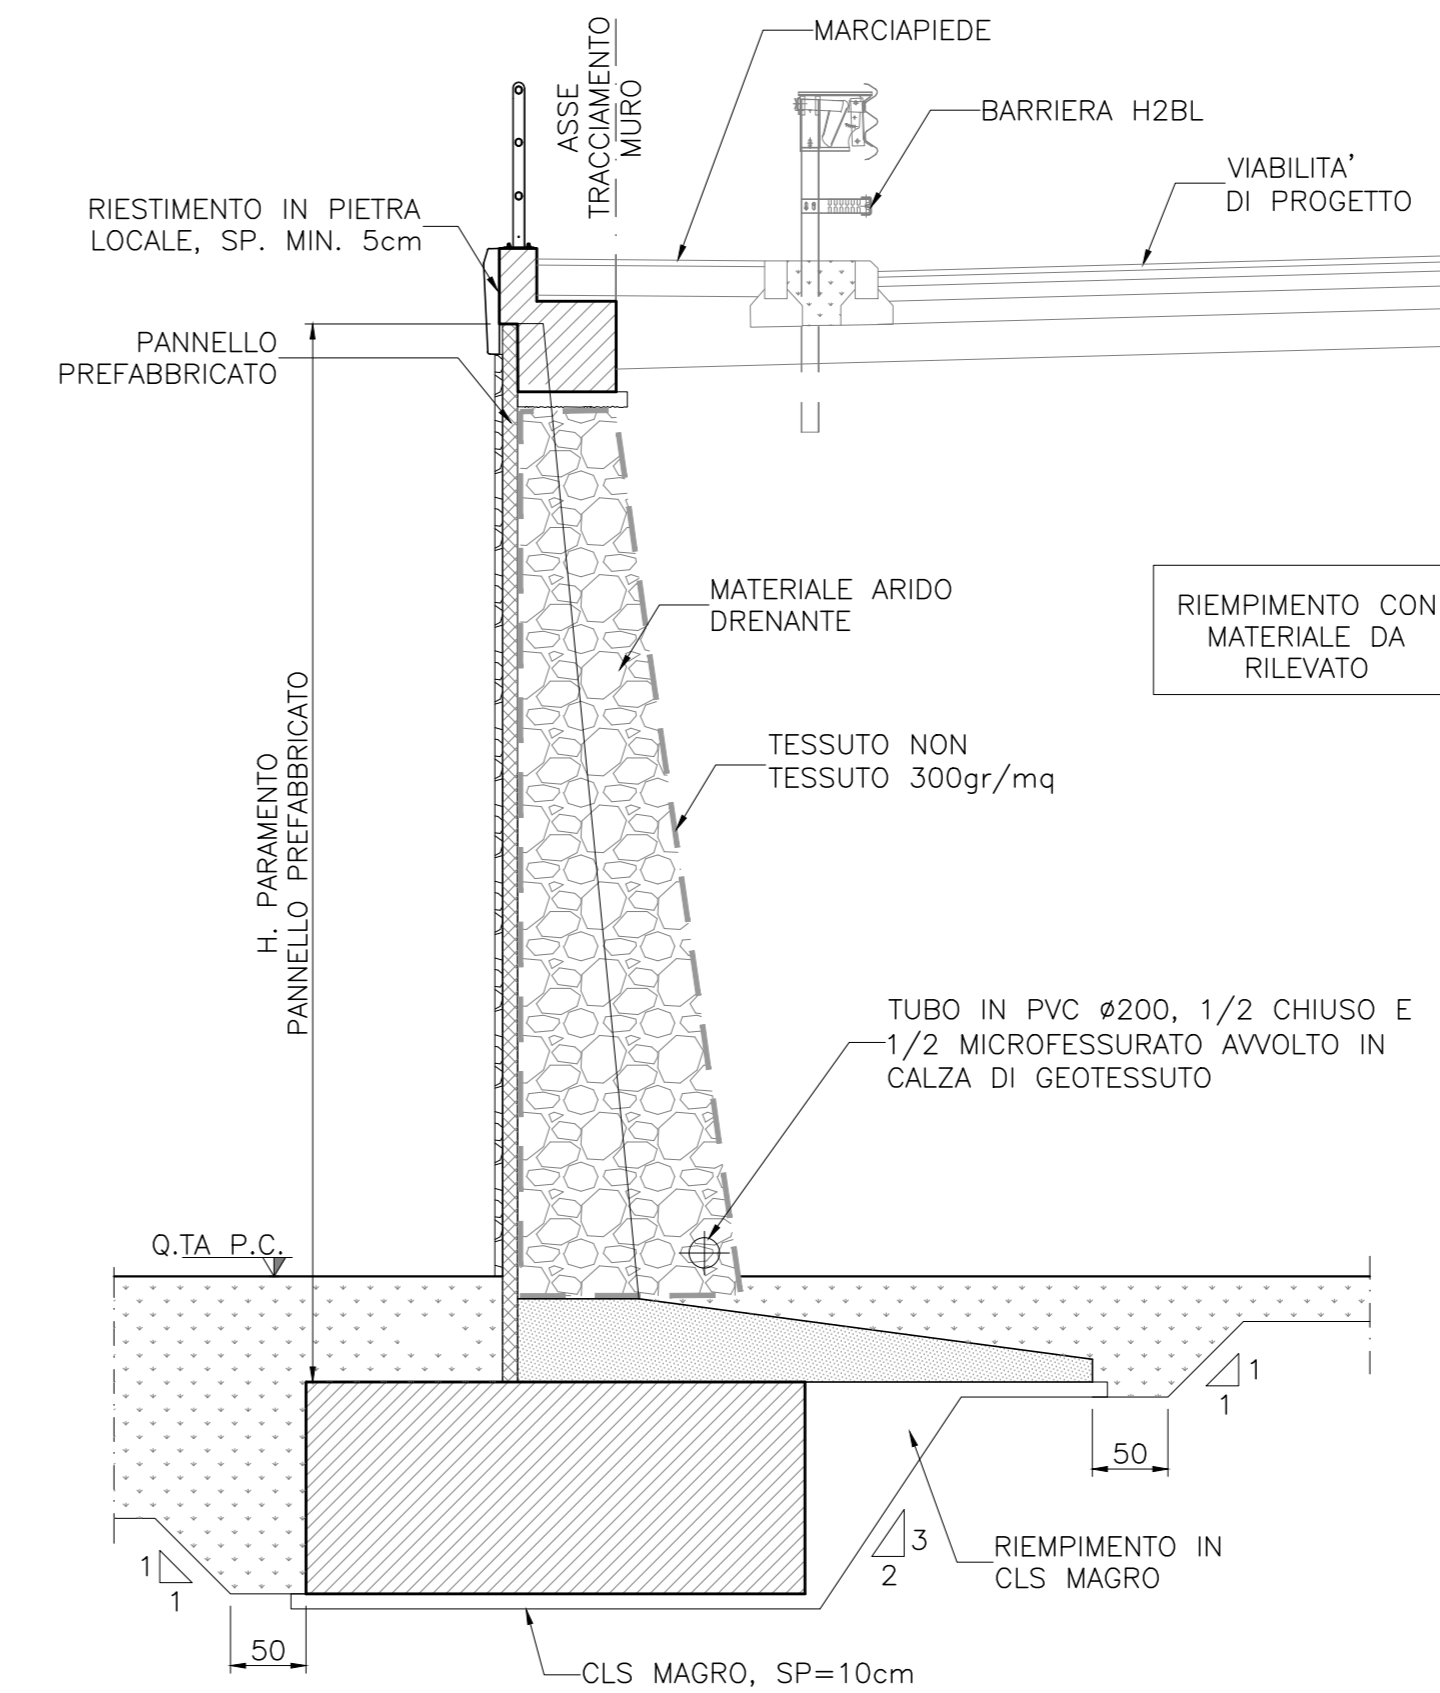 MARCIAPIEDE
ASSE
TRACCIAMENTO
MURO
BARRIERA H2BL
VIABILITA'
DI PROGETTO
RIESTIMENTO IN PIETRA
LOCALE, SP. MIN. 5cm
PANNELLO
PREFABBRICATO
MATERIALE ARIDO
DRENANTE
RIEMPIMENTO CON
MATERIALE DA
RILEVATO
TESSUTO NON
TESSUTO 300gr/mq
H. PARAMENTO
PANNELLO PREFABBRICATO
TUBO IN PVC Ø200, 1/2 CHIUSO E
1/2 MICROFESSURATO AVVOLTO IN
CALZA DI GEOTESSUTO
Q.TA P.C.
1
1
50
3
2
RIEMPIMENTO IN
CLS MAGRO
1
1
50
CLS MAGRO, SP=10cm